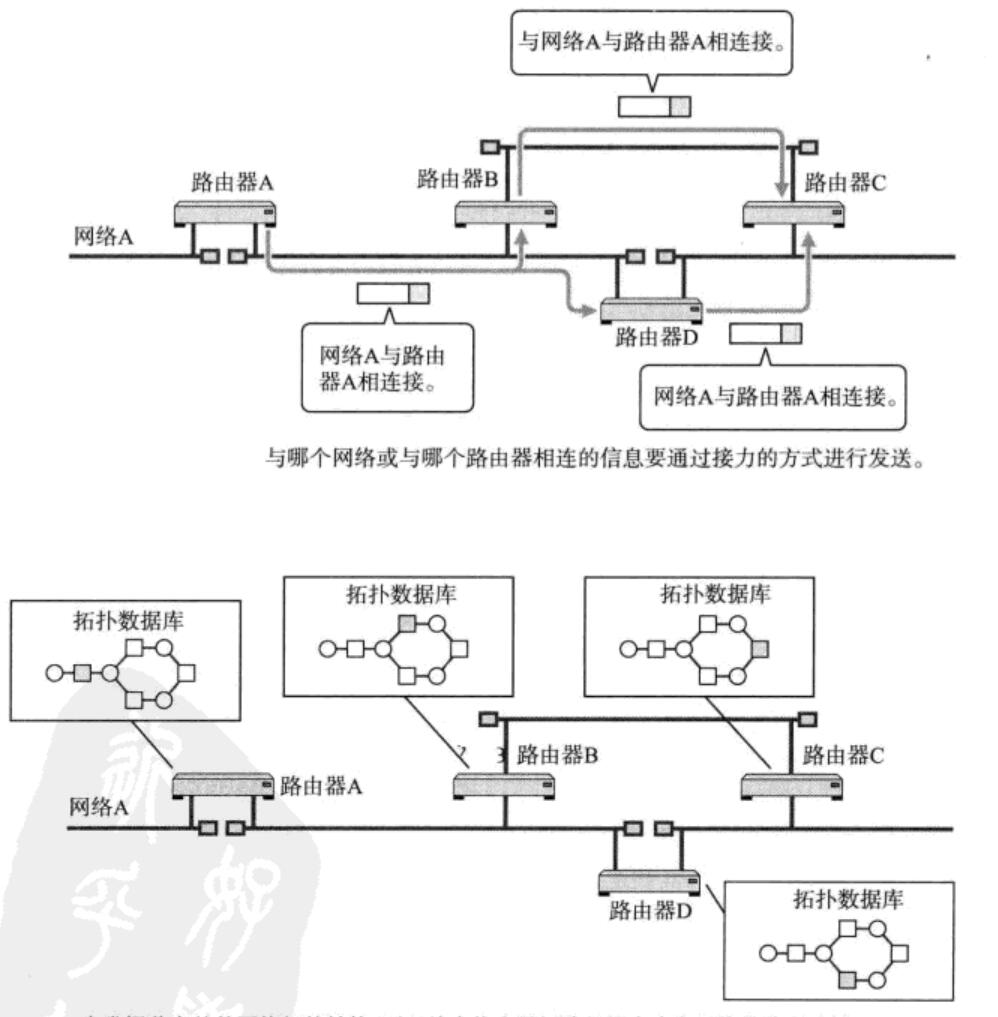 与网络A与路由器A相连接。
路由器A
路由器B
路由器C
网络A
路由器D
网络A与路由
器A相连接。
网络A与路由器A相连接。
与哪个网络或与哪个路由器相连的信息要通过接力的方式进行发送。
拓扑数据库
拓扑数据库
拓扑数据库
2 3 路由器B
路由器C
路由器A
网络A
路由器D
拓扑数据库